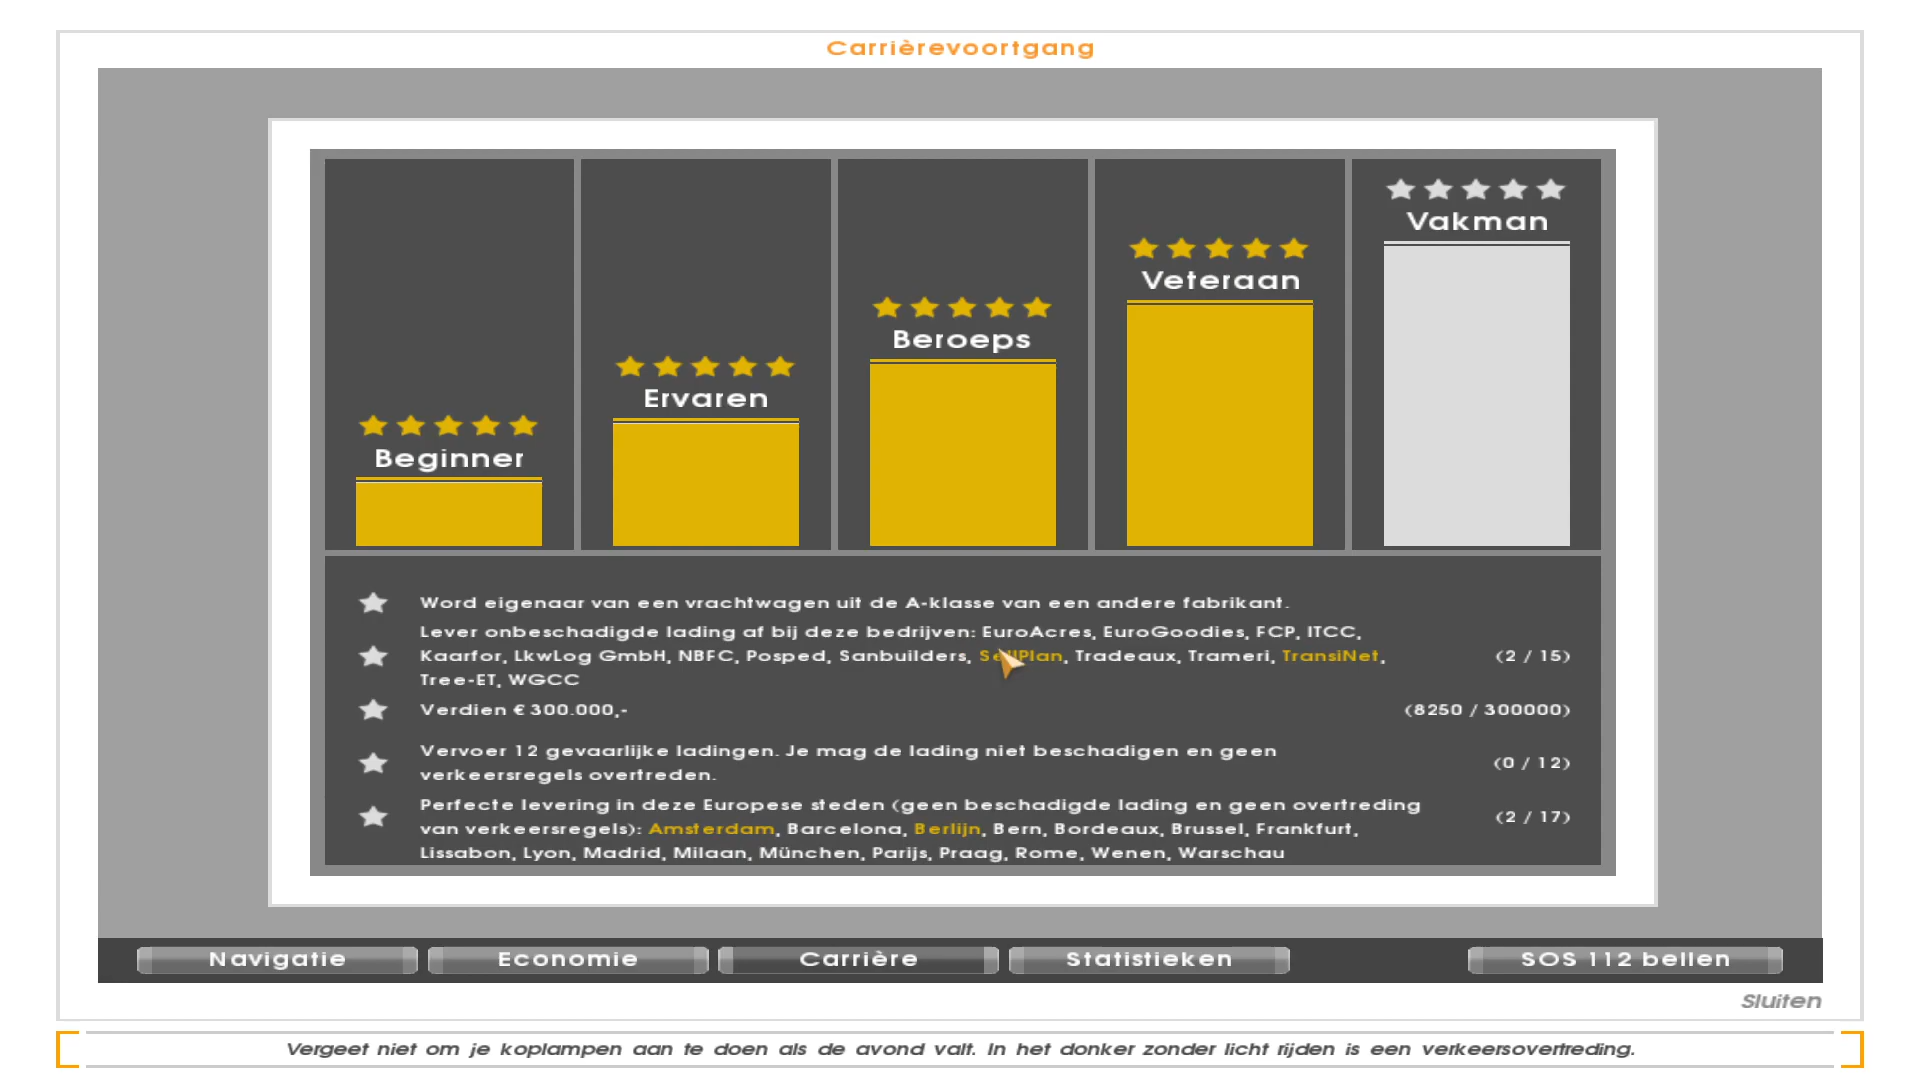 Carrièrevoortgang
Vakman
Veteraan
Beroeps
Ervaren
Beginner
Word eigenaar van een vrachtwagen uit de A-klasse van een andere fabrikant.
Lever onbeschadigde lading af bij deze bedrijven: EuroAcres, EuroGoodies, FCP, ITCC,
Kaarfor, LkwLog GmbH, NBFC, Posped, Sanbuilders, SellPlan, Tradeaux, Trameri, TransiNet,
Tree-ET, WGCC
(2 / 15)
Verdien € 300.000,-
(8250 / 300000)
Vervoer 12 gevaarlijke ladingen. Je mag de lading niet beschadigen en geen
verkeersregels overtreden.
(0 / 12)
Perfecte levering in deze Europese steden (geen beschadigde lading en geen overtreding
van verkeersregels): Amsterdam, Barcelona, Berlijn, Bern, Bordeaux, Brussel, Frankfurt,
Lissabon, Lyon, Madrid, Milaan, München, Parijs, Praag, Rome, Wenen, Warschau
(2 / 17)
Navigatie
Economie
Carrière
Statistieken
SOS 112 bellen
Sluiten
Vergeet niet om je koplampen aan te doen als de avond valt. In het donker zonder licht rijden is een verkeersovertreding.